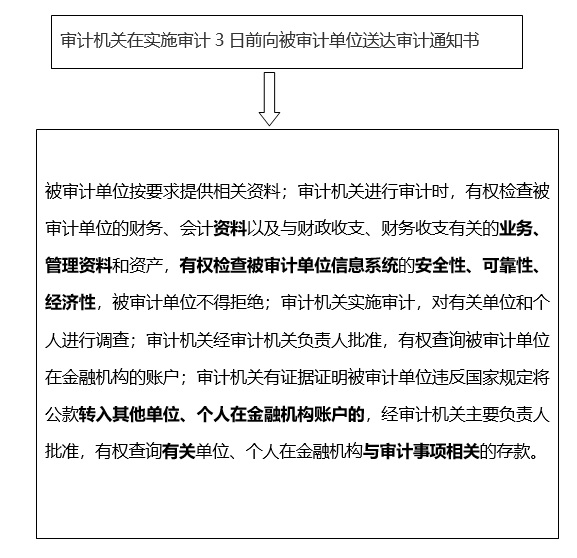 审计机关在实施审计 3 日前向被审计单位送达审计通知书
被审计单位按要求提供相关资料；审计机关进行审计时，有权检查被
审计单位的财务、会计资料以及与财政收支、财务收支有关的业务、
管理资料和资产，有权检查被审计单位信息系统的安全性、可靠性、
经济性，被审计单位不得拒绝；审计机关实施审计，对有关单位和个
人进行调查；审计机关经审计机关负责人批准，有权查询被审计单位
在金融机构的账户；审计机关有证据证明被审计单位违反国家规定将
公款转入其他单位、个人在金融机构账户的，经审计机关主要负责人
批准，有权查询有关单位、个人在金融机构与审计事项相关的存款。